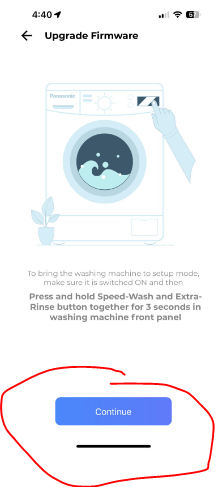 4:40
67
Upgrade Firmware
Panasonic
To bring the washing machine to setup mode,
make sure it is switched ON and then
Press and hold Speed-Wash and Extra-
Rinse button together for 3 seconds in
washing machine front panel
Continue